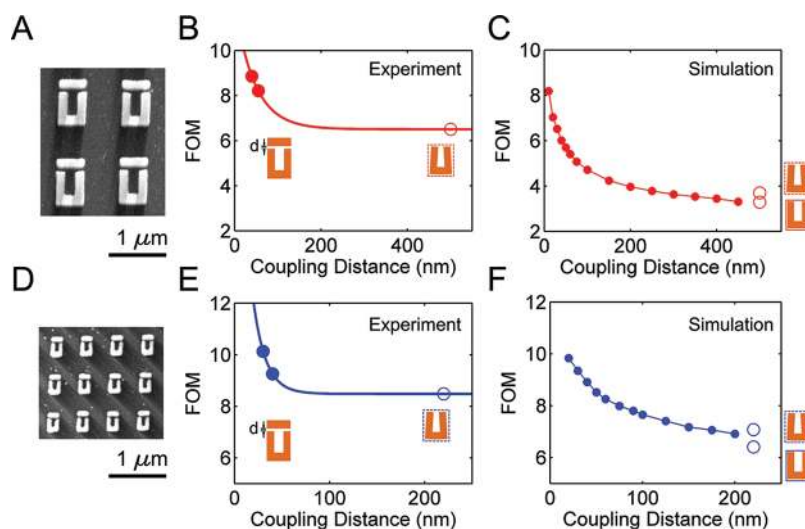 A
1 μm
B
10
8
6
4
2
FOM
Experiment
d
0
200
400
Coupling Distance (nm)
C
10
8
6
4
2
FOM
Simulation
0
200
400
Coupling Distance (nm)
D
1 μm
E
12
10
8
6
FOM
Experiment
d
0
100
200
Coupling Distance (nm)
F
12
10
8
6
FOM
Simulation
0
100
200
Coupling Distance (nm)